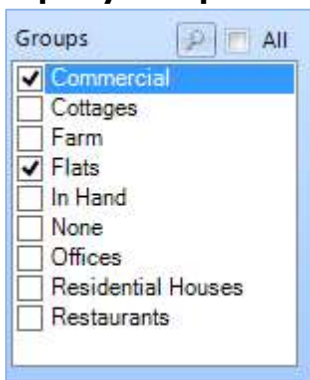 Groups All
Commercial
Cottages
Farm
Flats
In Hand
None
Offices
Residential Houses
Restaurants